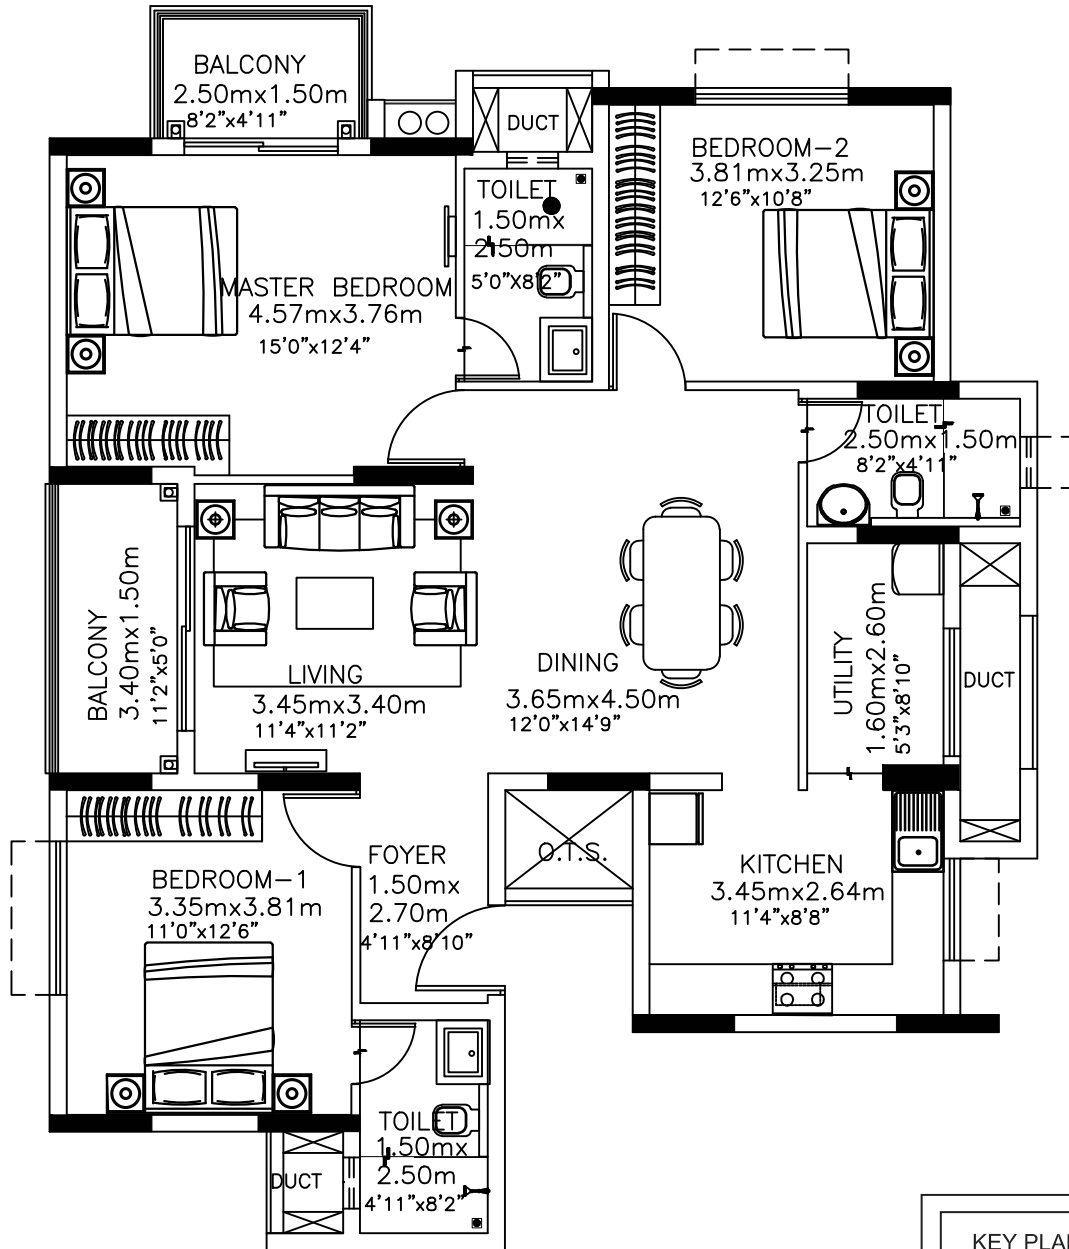 BALCONY
2.50mx1.50m
8'2"x4'11"
DUCT
BEDROOM-2
3.81mx3.25m
12'6"x10'8"
TOILET
1.50mx
2.50m
5'0"X8'2"
MASTER BEDROOM
4.57mx3.76m
15'0"x12'4"
TOILET
2.50mx1.50m
8'2"x4'11"
BALCONY
3.40mx1.50m
11'2"x5'0"
LIVING
3.45mx3.40m
11'4"x11'2"
DINING
3.65mx4.50m
12'0"x14'9"
UTILITY
1.60mx2.60m
5'3"x8'10"
DUCT
FOYER
1.50mx
2.70m
4'11"x8'10"
O.T.S.
KITCHEN
3.45mx2.64m
11'4"x8'8"
BEDROOM-1
3.35mx3.81m
11'0"x12'6"
TOILET
1.50mx
2.50m
4'11"x8'2"
DUCT
KEY PLA